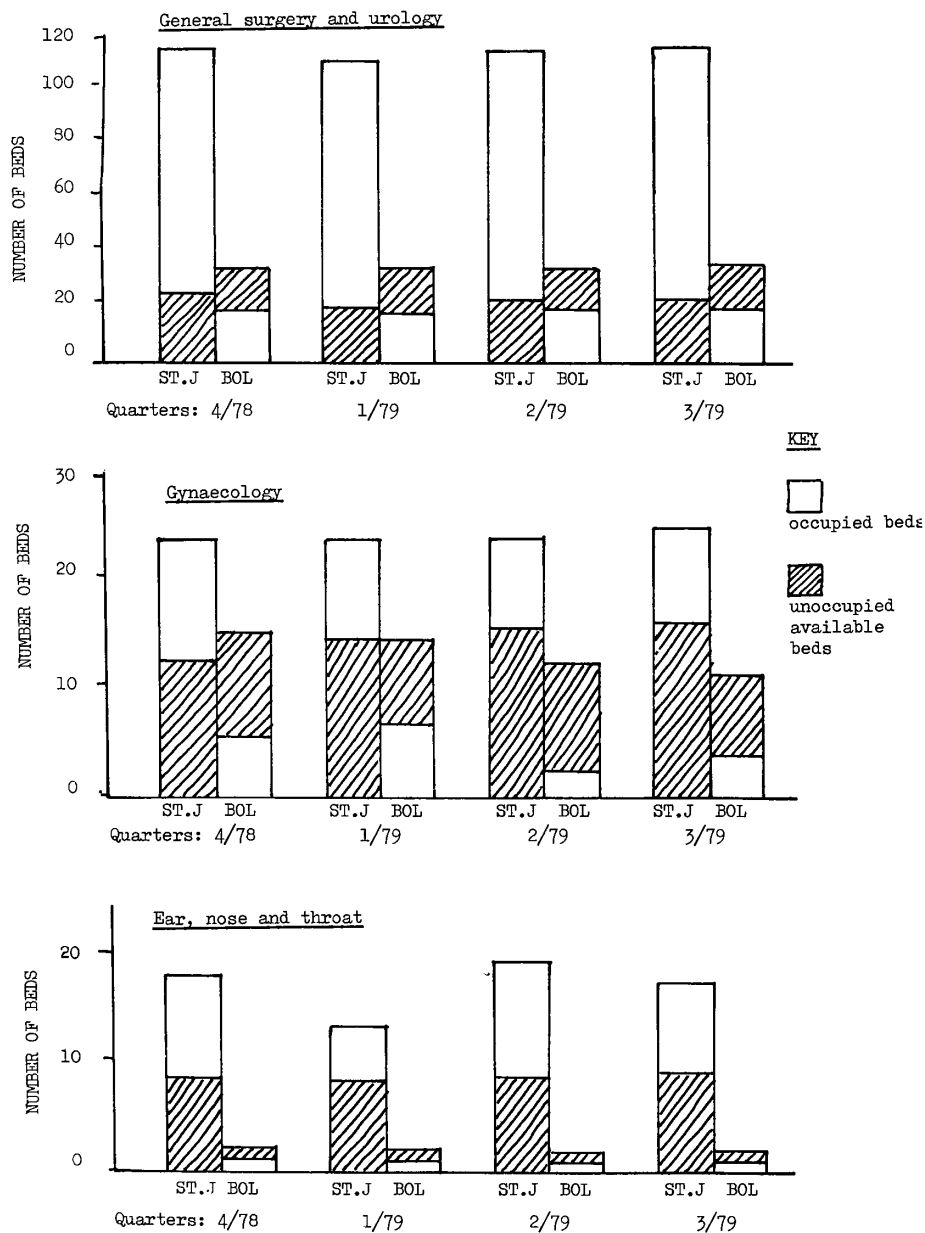 General surgery and urology
120
100
80
60
40
20
0
NUMBER OF BEDS
ST.J BOL ST.J BOL ST.J BOL ST.J BOL
Quarters: 4/78 1/79 2/79 3/79
KEY
occupied beds
unoccupied
available
beds
Gynaecology
30
20
10
0
NUMBER OF BEDS
ST.J BOL ST.J BOL ST.J BOL ST.J BOL
Quarters: 4/78 1/79 2/79 3/79
Ear, nose and throat
20
10
0
NUMBER OF BEDS
ST.J BOL ST.J BOL ST.J BOL ST.J BOL
Quarters: 4/78 1/79 2/79 3/79